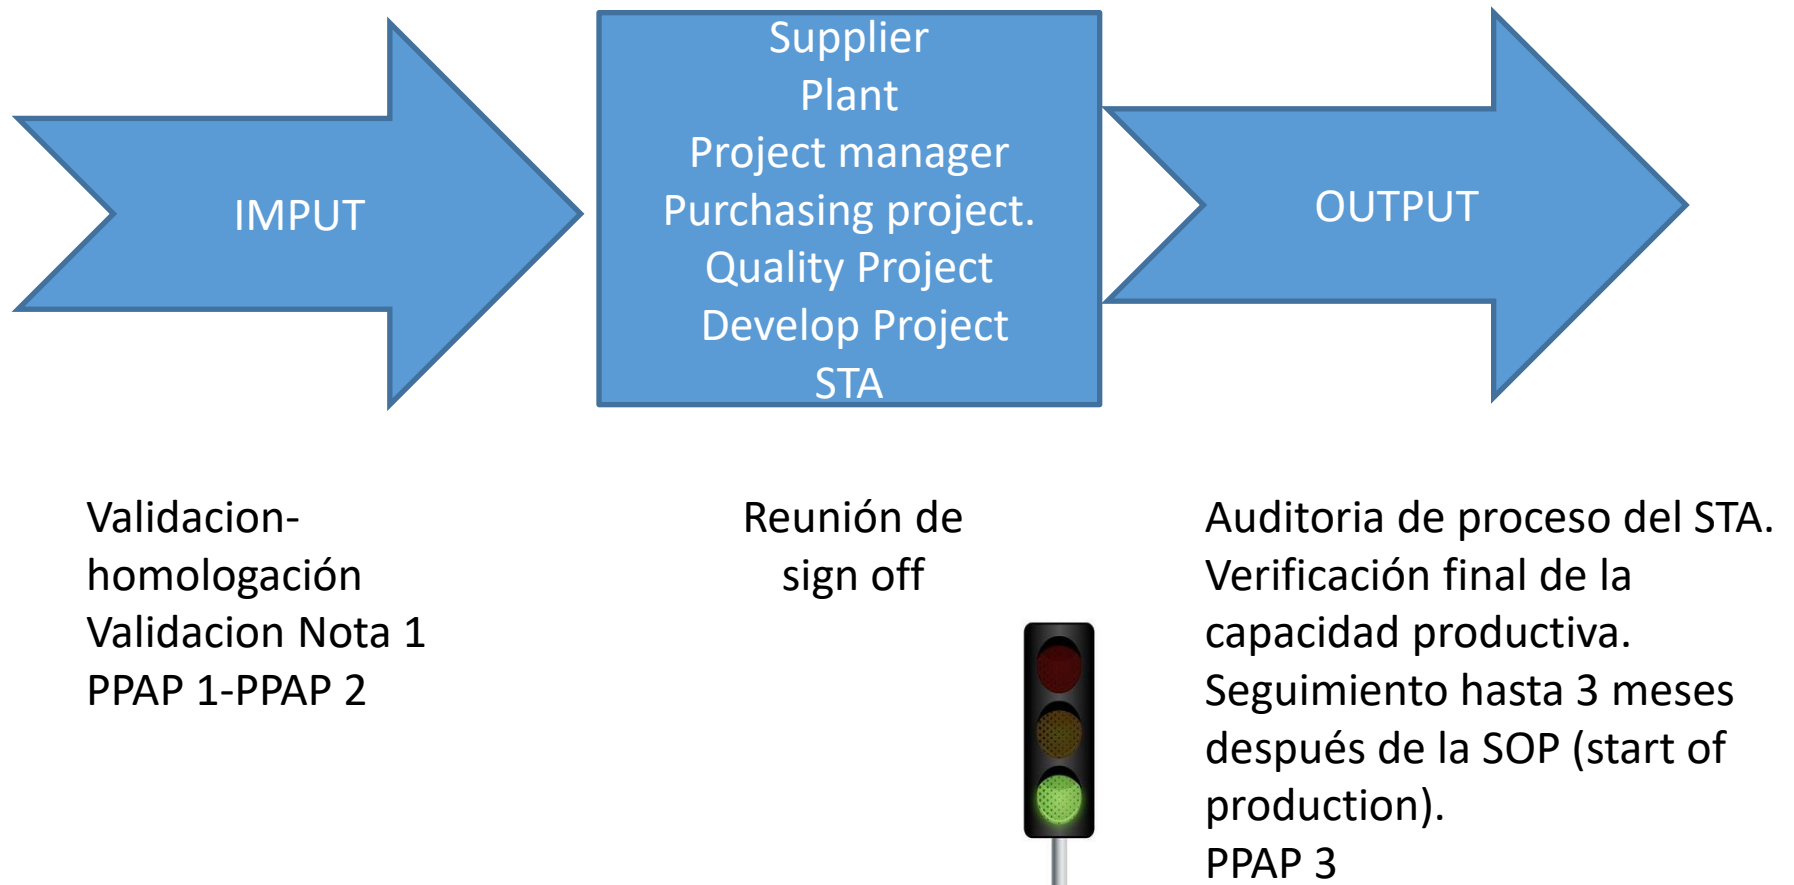 IMPUT
Supplier
Plant
Project manager
Purchasing project.
Quality Project
Develop Project
STA
OUTPUT
Validacion-
homologación
Validacion Nota 1
PPAP 1-PPAP 2
Reunión de
sign off
Auditoria de proceso del STA.
Verificación final de la
capacidad productiva.
Seguimiento hasta 3 meses
después de la SOP (start of
production).
PPAP 3